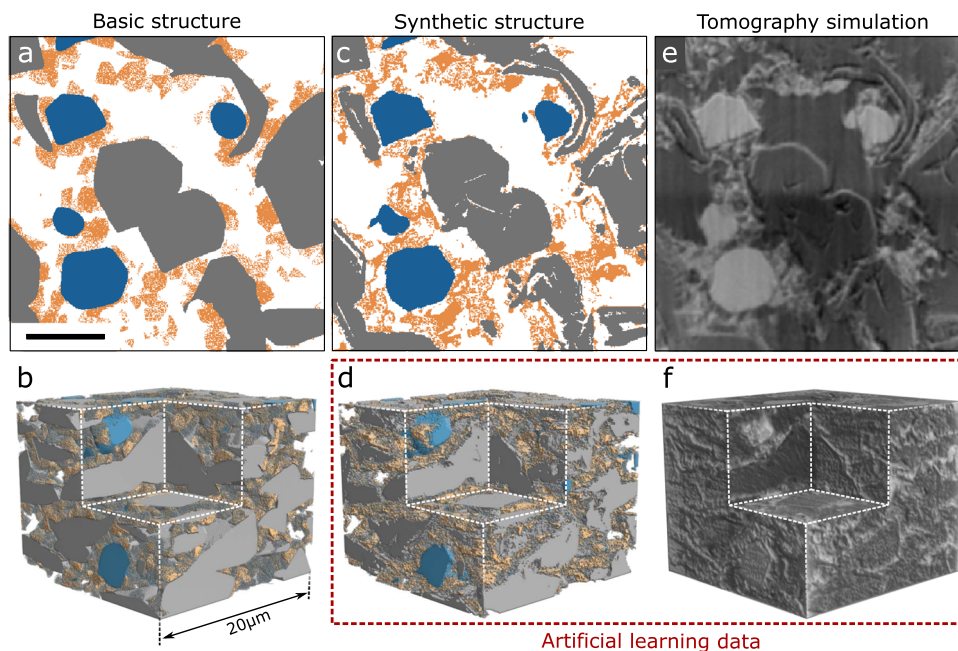 Basic structure
Synthetic structure
Tomography simulation
a
c
e
b
d
f
20μm
Artificial learning data